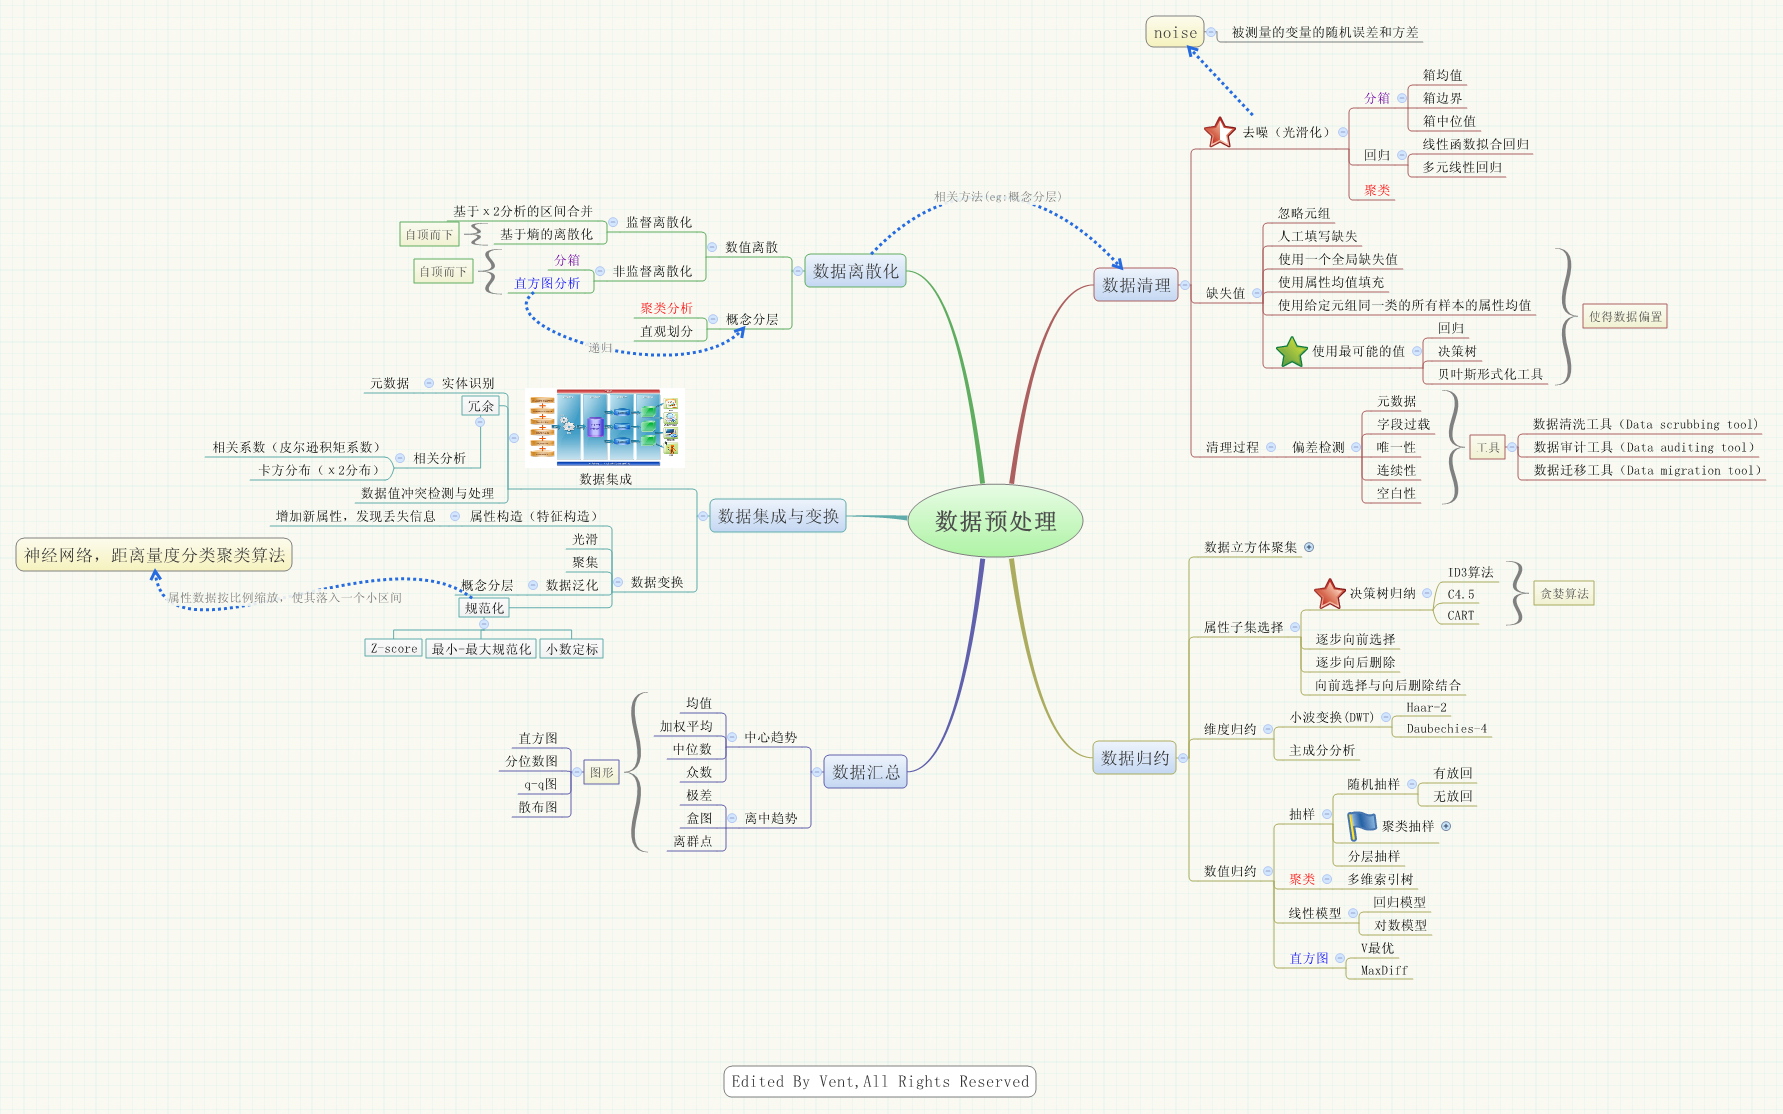 noise
被测量的变量的随机误差和方差
数据预处理
数据清理
去噪（光滑化）
分箱
箱均值
箱边界
箱中位值
回归
线性函数拟合回归
多元线性回归
聚类
缺失值
忽略元组
人工填写缺失
使用一个全局缺失值
使用属性均值填充
使用给定元组同一类的所有样本的属性均值
使用最可能的值
回归
决策树
贝叶斯形式化工具
使得数据偏置
清理过程
偏差检测
元数据
字段过载
唯一性
连续性
空白性
工具
数据清洗工具（Data scrubbing tool)
数据审计工具（Data auditing tool)
数据迁移工具（Data migration tool）
数据归约
数据立方体聚集
属性子集选择
决策树归纳
ID3算法
C4.5
CART
贪婪算法
逐步向前选择
逐步向后删除
向前选择与向后删除结合
维度归约
小波变换(DWT)
Haar-2
Daubechies-4
主成分分析
数值归约
抽样
随机抽样
有放回
无放回
聚类抽样
分层抽样
聚类
多维索引树
线性模型
回归模型
对数模型
直方图
V最优
MaxDiff
相关方法(eg:概念分层)
数据离散化
数值离散
监督离散化
基于χ2分析的区间合并
基于熵的离散化
自顶而下
非监督离散化
分箱
直方图分析
自顶而下
概念分层
聚类分析
直观划分
递归
数据集成与变换
数据集成
实体识别
元数据
冗余
相关分析
相关系数（皮尔逊积矩系数）
卡方分布（χ2分布）
数据值冲突检测与处理
数据变换
属性构造（特征构造）
增加新属性，发现丢失信息
光滑
聚集
数据泛化
概念分层
规范化
Z-score
最小-最大规范化
小数定标
属性数据按比例缩放，使其落入一个小区间
神经网络，距离量度分类聚类算法
数据汇总
中心趋势
均值
加权平均
中位数
众数
离中趋势
极差
盒图
离群点
图形
直方图
分位数图
q-q图
散布图
Edited By Vent,All Rights Reserved